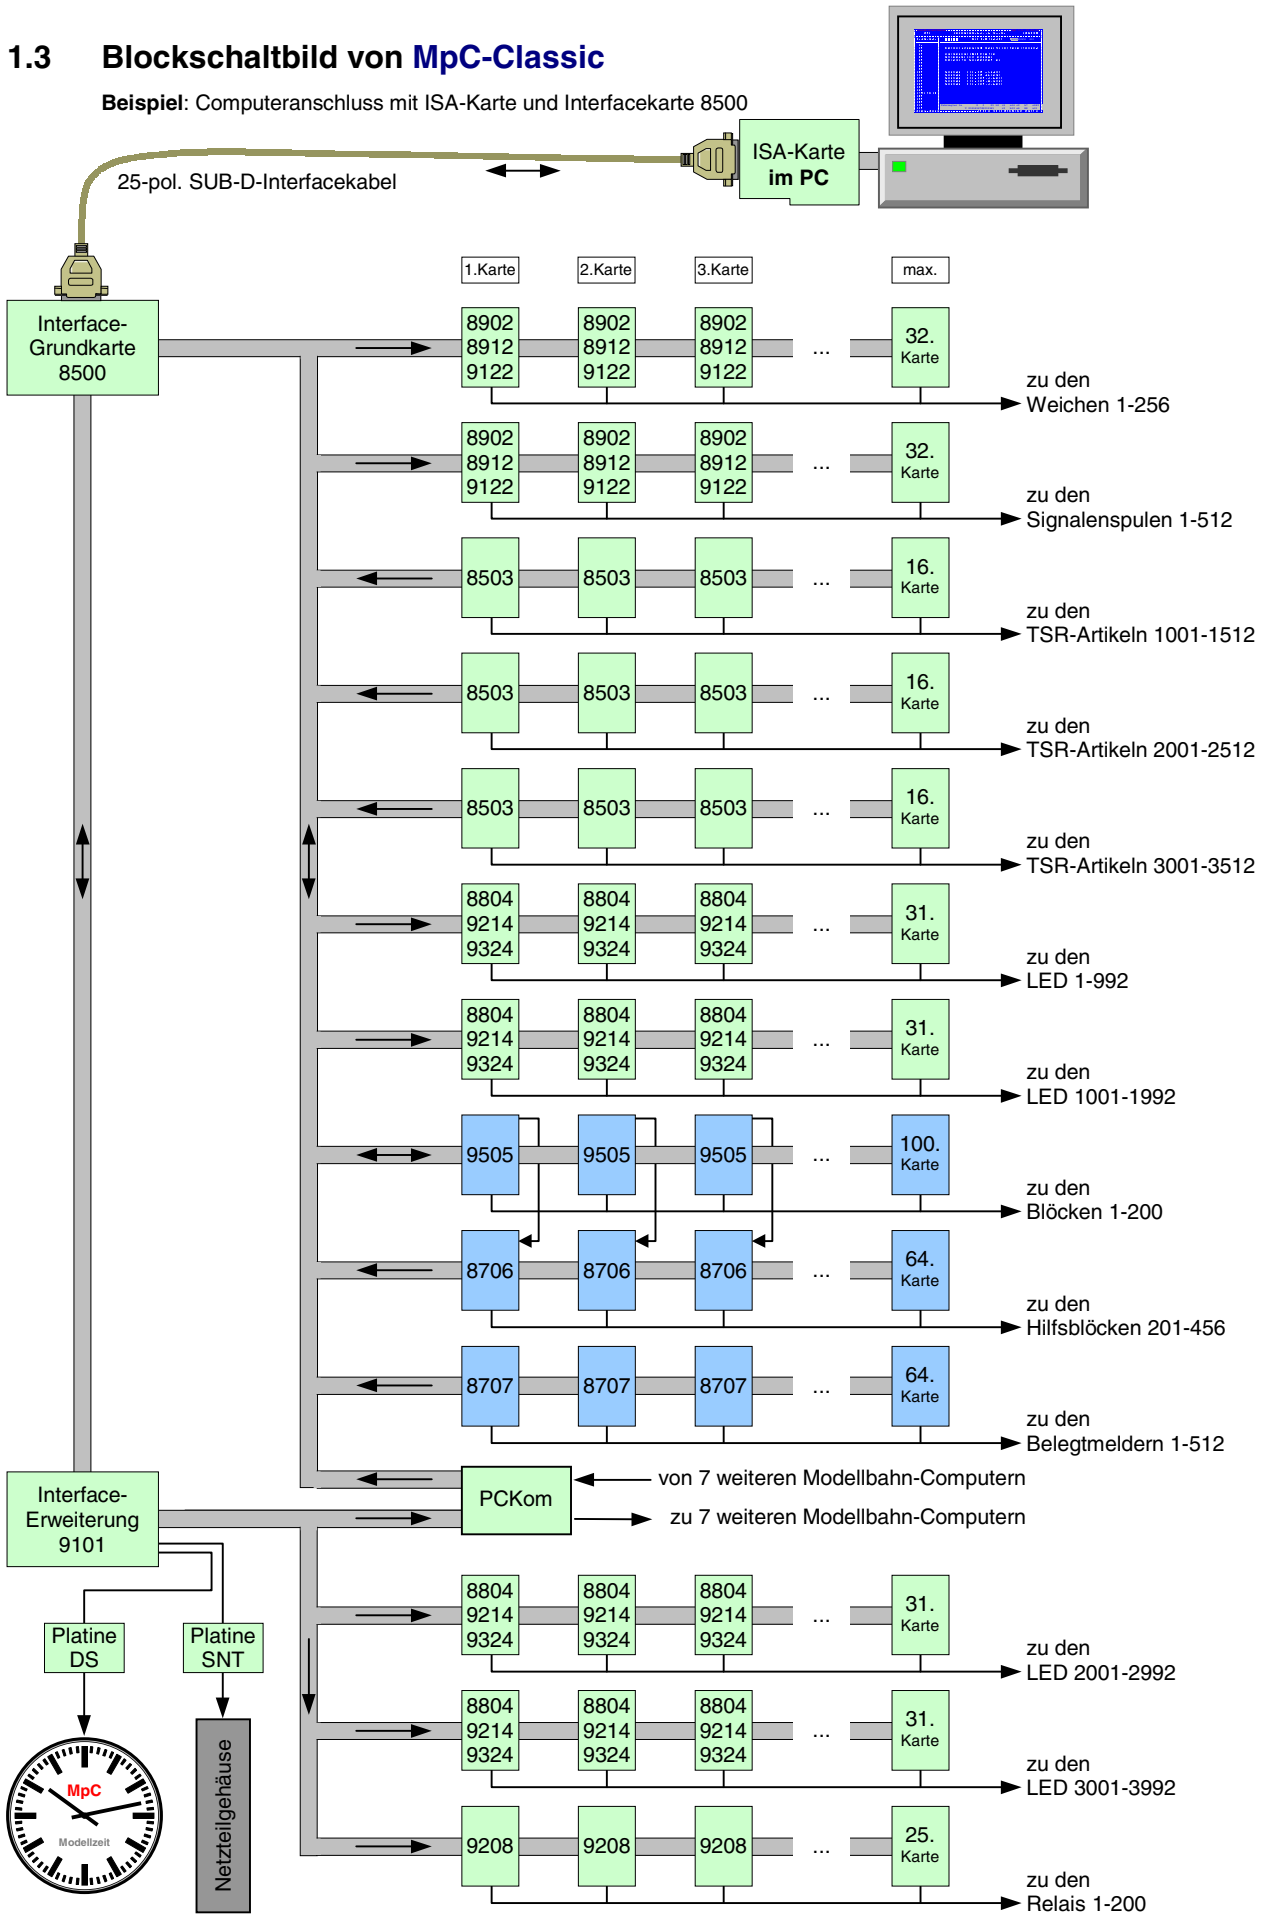 1.3 Blockschaltbild von MpC-Classic
Beispiel: Computeranschluss mit ISA-Karte und Interfacekarte 8500
ISA-Karte
im PC
25-pol. SUB-D-Interfacekabel
1.Karte 2.Karte 3.Karte max.
Interface-
Grundkarte
8500
8902 8902 8902 32.
8912 8912 8912 ... Karte
9122 9122 9122
zu den
Weichen 1-256
8902 8902 8902 32.
8912 8912 8912 ... Karte
9122 9122 9122
zu den
Signalenspulen 1-512
8503 8503 8503 ... 16.
Karte
zu den
TSR-Artikeln 1001-1512
8503 8503 8503 ... 16.
Karte
zu den
TSR-Artikeln 2001-2512
8503 8503 8503 ... 16.
Karte
zu den
TSR-Artikeln 3001-3512
8804 8804 8804 31.
9214 9214 9214 ... Karte
9324 9324 9324
zu den
LED 1-992
8804 8804 8804 31.
9214 9214 9214 ... Karte
9324 9324 9324
zu den
LED 1001-1992
9505 9505 9505 ... 100.
Karte
zu den
Blöcken 1-200
8706 8706 8706 ... 64.
Karte
zu den
Hilfsblöcken 201-456
8707 8707 8707 ... 64.
Karte
zu den
Belegtmeldern 1-512
Interface-
Erweiterung
9101
PCKom
von 7 weiteren Modellbahn-Computern
zu 7 weiteren Modellbahn-Computern
8804 8804 8804 31.
9214 9214 9214 ... Karte
9324 9324 9324
zu den
LED 2001-2992
Platine
DS
Platine
SNT
8804 8804 8804 31.
9214 9214 9214 ... Karte
9324 9324 9324
zu den
LED 3001-3992
MpC
Modellzeit
Netzteilgehäuse
9208 9208 9208 ... 25.
Karte
zu den
Relais 1-200